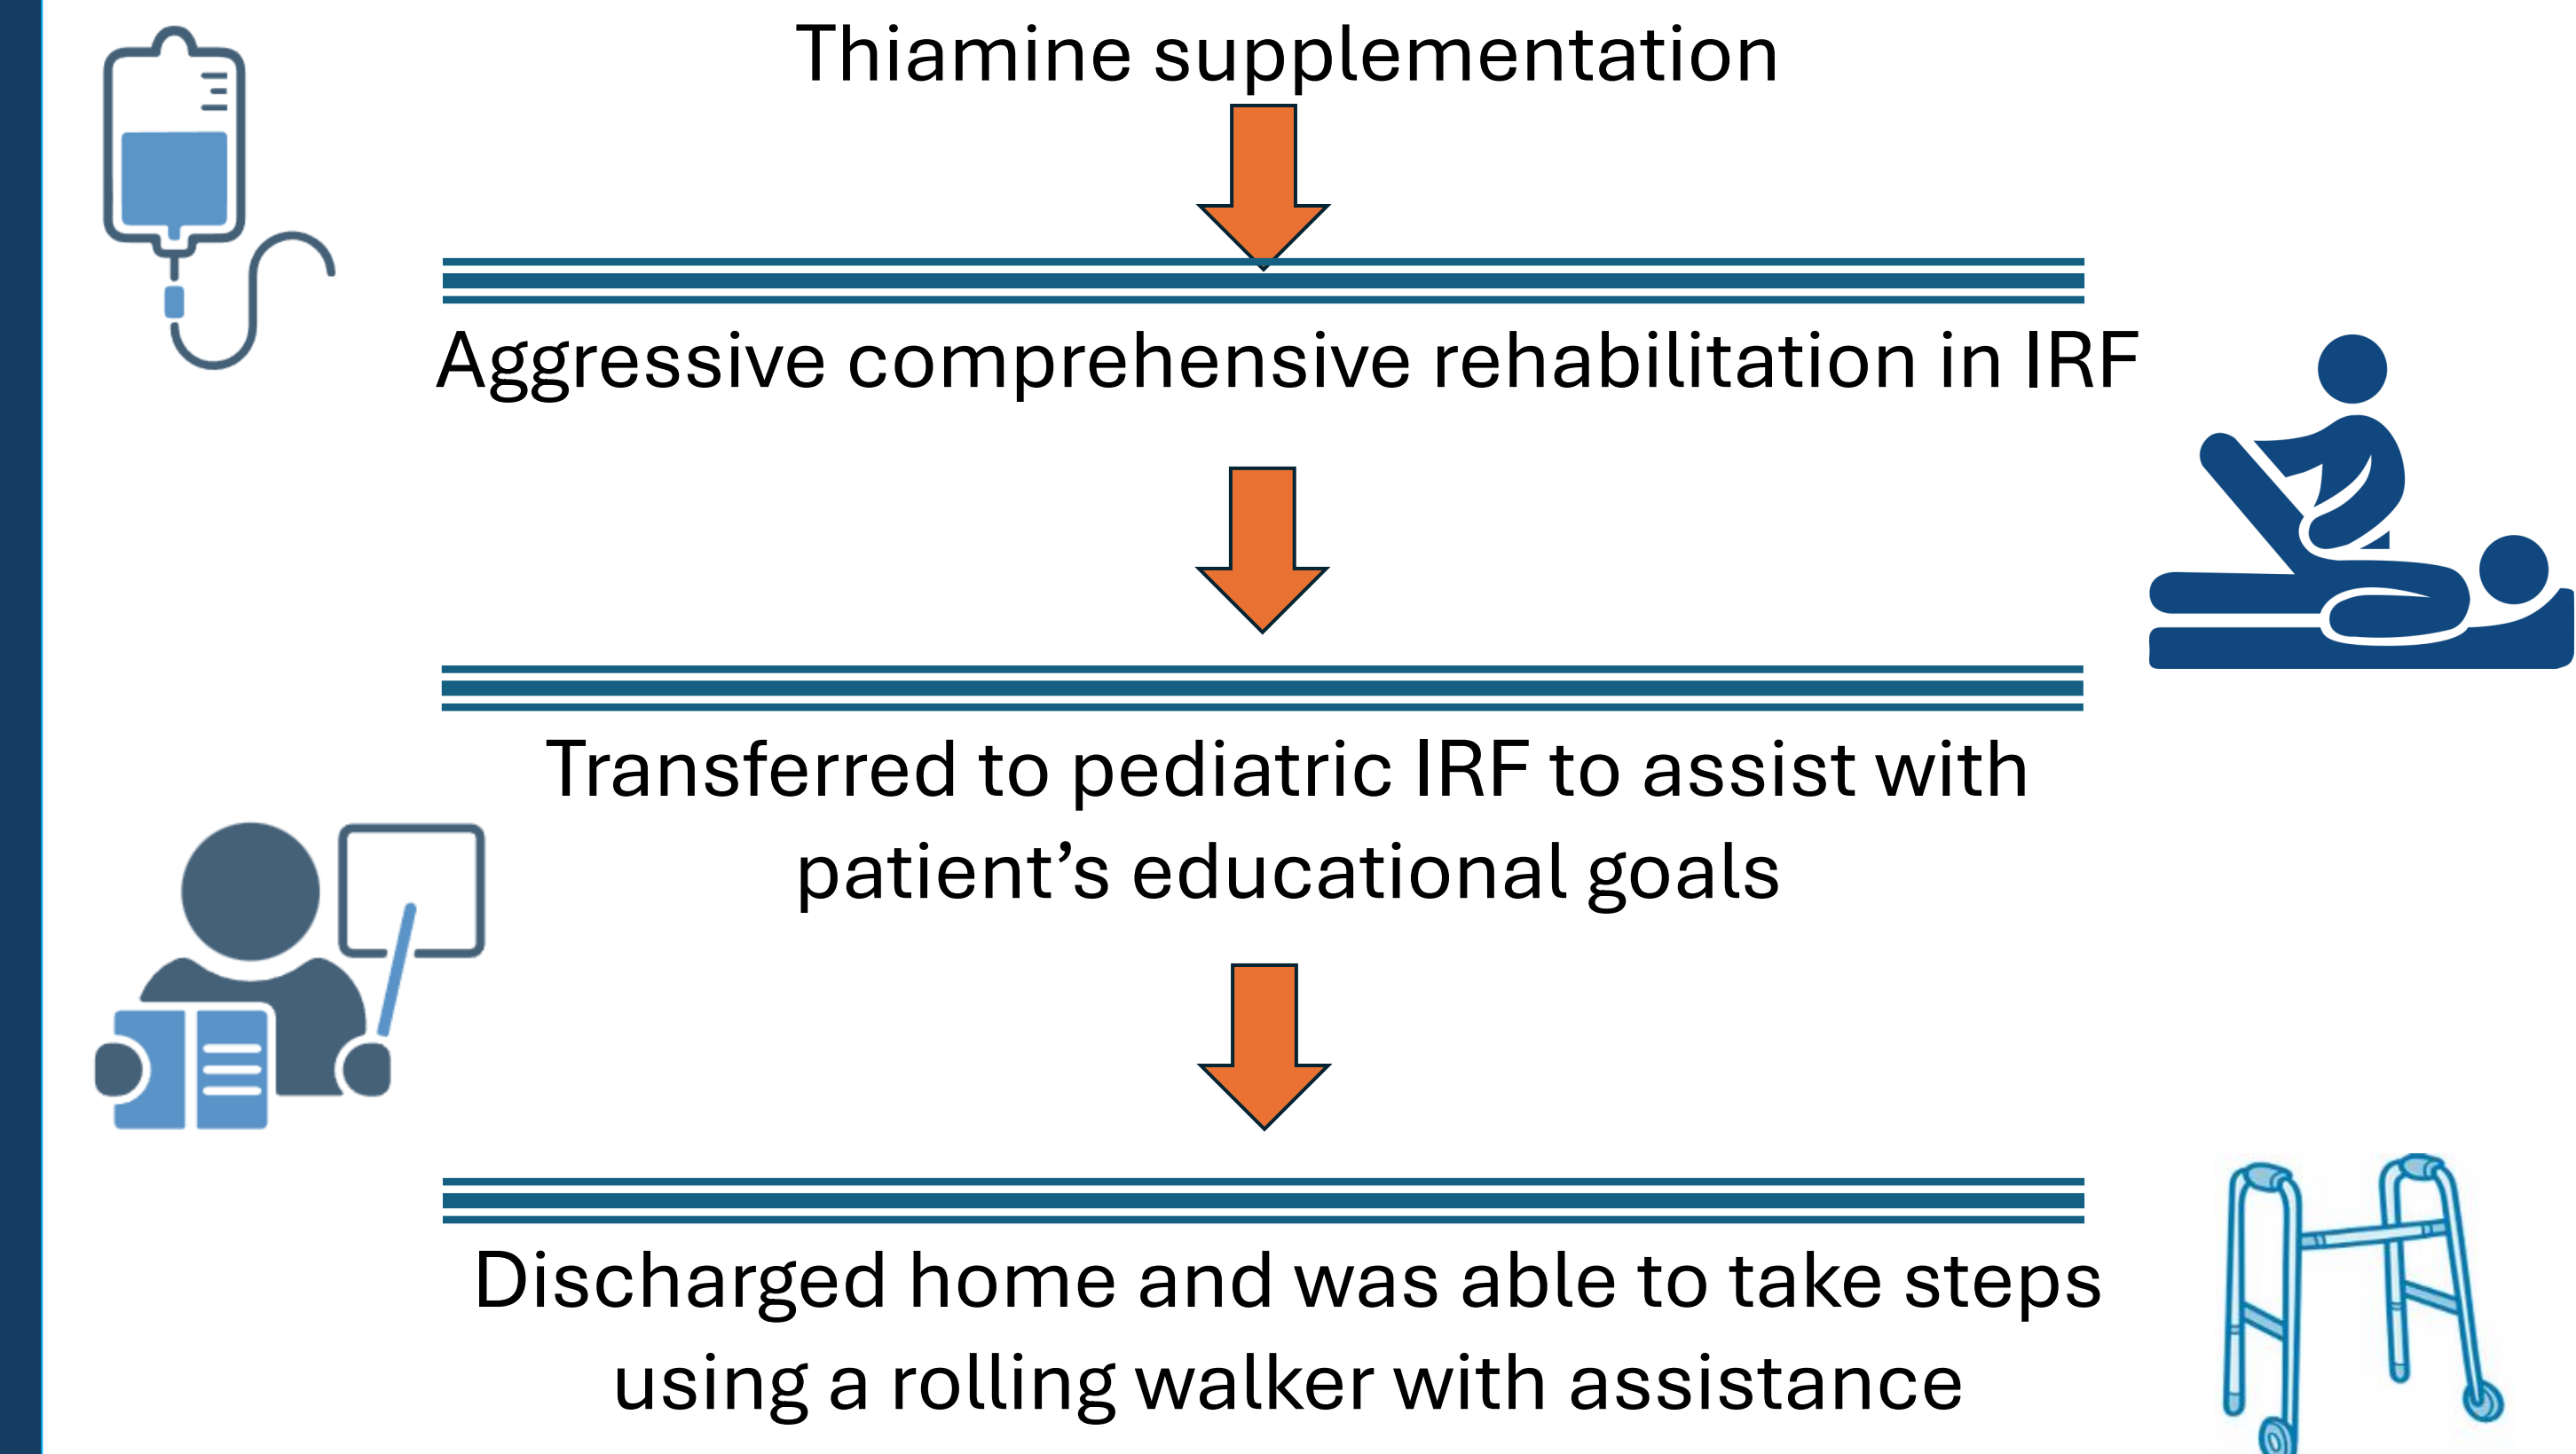 Thiamine supplementation
Aggressive comprehensive rehabilitation in IRF
Transferred to pediatric IRF to assist with
patient’s educational goals
Discharged home and was able to take steps
using a rolling walker with assistance